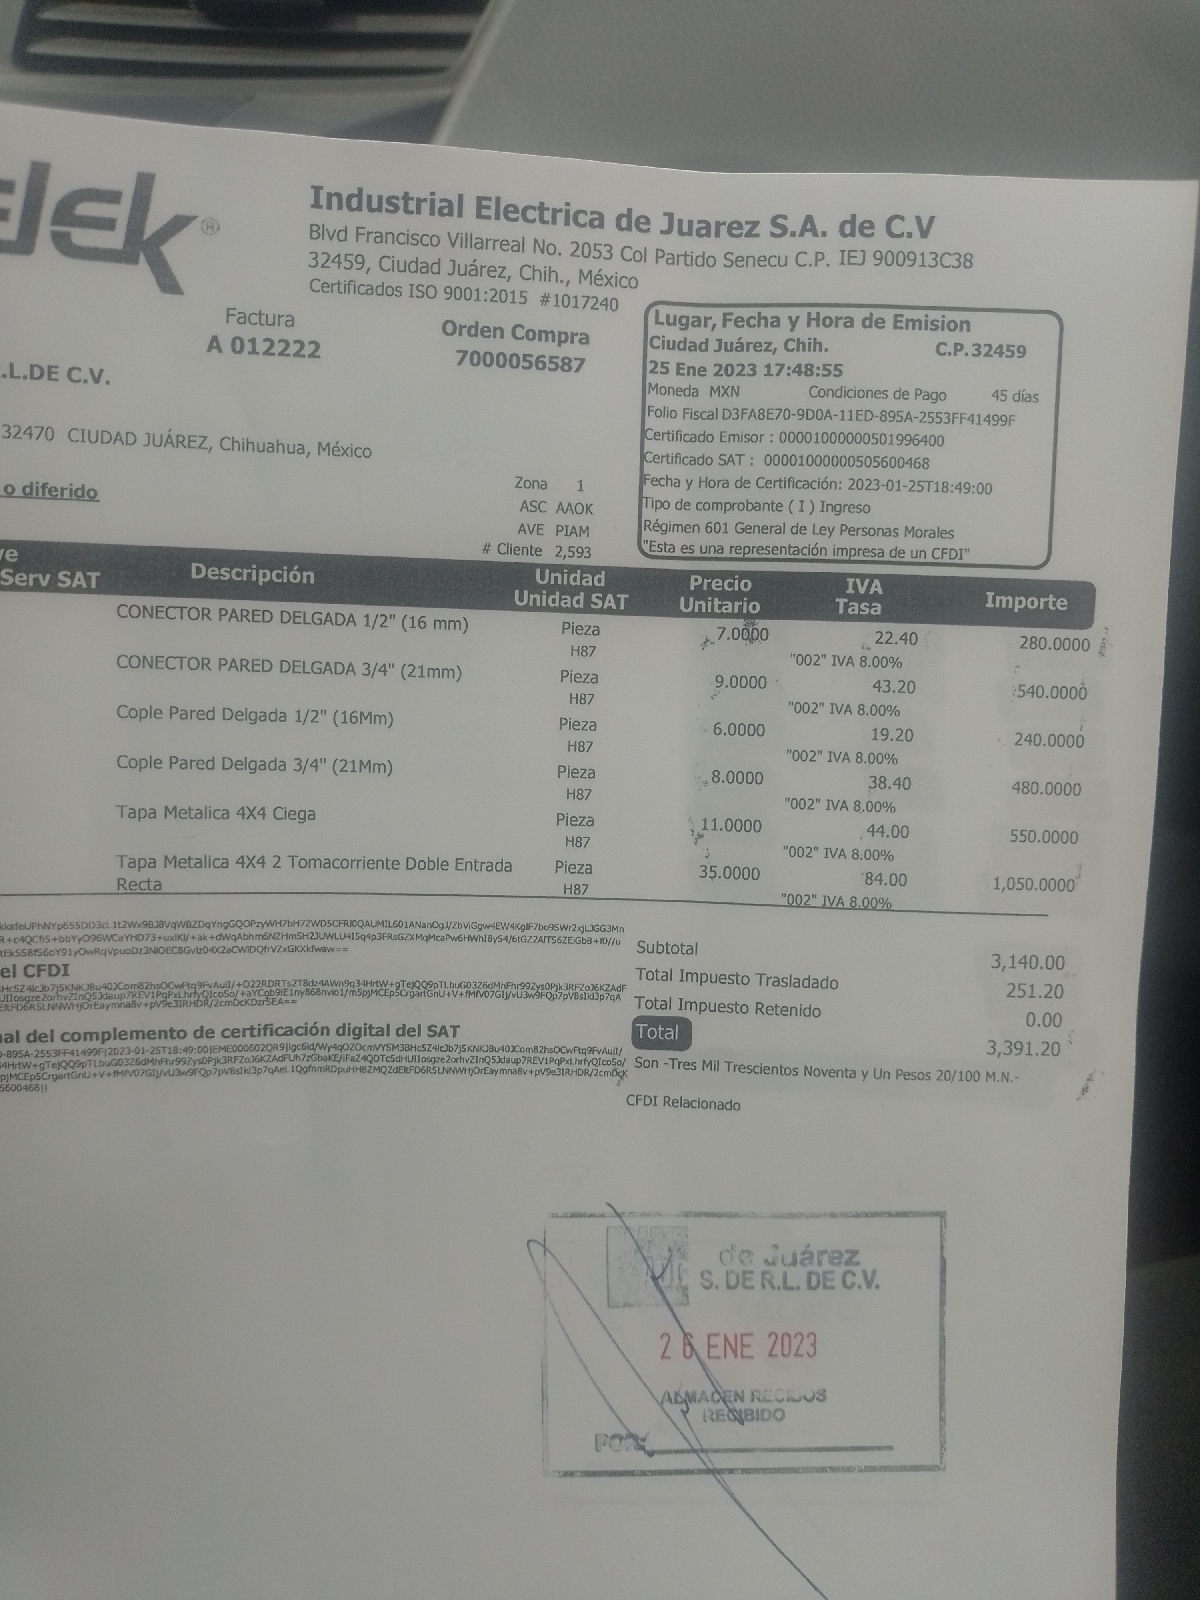 elek®
Industrial Electrica de Juarez S.A. de C.V
Blvd Francisco Villarreal No. 2053 Col Partido Senecu C.P. IEJ 900913C38
32459, Ciudad Juárez, Chih., México
Certificados ISO 9001:2015 #1017240
Factura
A 012222
Orden Compra
7000056587
Lugar, Fecha y Hora de Emision
Ciudad Juárez, Chih. C.P.32459
25 Ene 2023 17:48:55
Moneda MXN Condiciones de Pago 45 días
Folio Fiscal D3FA8E70-9D0A-11ED-895A-2553FF41499F
Certificado Emisor : 00001000000501996400
Certificado SAT : 00001000000505600468
Fecha y Hora de Certificación: 2023-01-25T18:49:00
Tipo de comprobante ( I ) Ingreso
Régimen 601 General de Ley Personas Morales
"Esta es una representación impresa de un CFDI"
.L.DE C.V.
32470 CIUDAD JUÁREZ, Chihuahua, México
o diferido
Zona 1
ASC AAOK
AVE PIAM
# Cliente 2,593
ve
Serv SAT Descripción Unidad Unidad SAT Precio Unitario IVA Tasa Importe
CONECTOR PARED DELGADA 1/2" (16 mm) Pieza 7.0000 22.40 280.0000
H87 "002" IVA 8.00%
CONECTOR PARED DELGADA 3/4" (21mm) Pieza 9.0000 43.20 540.0000
H87 "002" IVA 8.00%
Cople Pared Delgada 1/2" (16Mm) Pieza 6.0000 19.20 240.0000
H87 "002" IVA 8.00%
Cople Pared Delgada 3/4" (21Mm) Pieza 8.0000 38.40 480.0000
H87 "002" IVA 8.00%
Tapa Metalica 4X4 Ciega Pieza 11.0000 44.00 550.0000
H87 "002" IVA 8.00%
Tapa Metalica 4X4 2 Tomacorriente Doble Entrada Pieza 35.0000 84.00 1,050.0000
Recta H87 "002" IVA 8.00%
Subtotal 3,140.00
Total Impuesto Trasladado 251.20
Total Impuesto Retenido 0.00
Total 3,391.20
Son -Tres Mil Trescientos Noventa y Un Pesos 20/100 M.N.-
CFDI Relacionado
el CFDI
nal del complemento de certificación digital del SAT
5600468||
de Juárez
S. DE R.L. DE C.V.
26 ENE 2023
ALMACEN RECIBOS
RECIBIDO
POR: